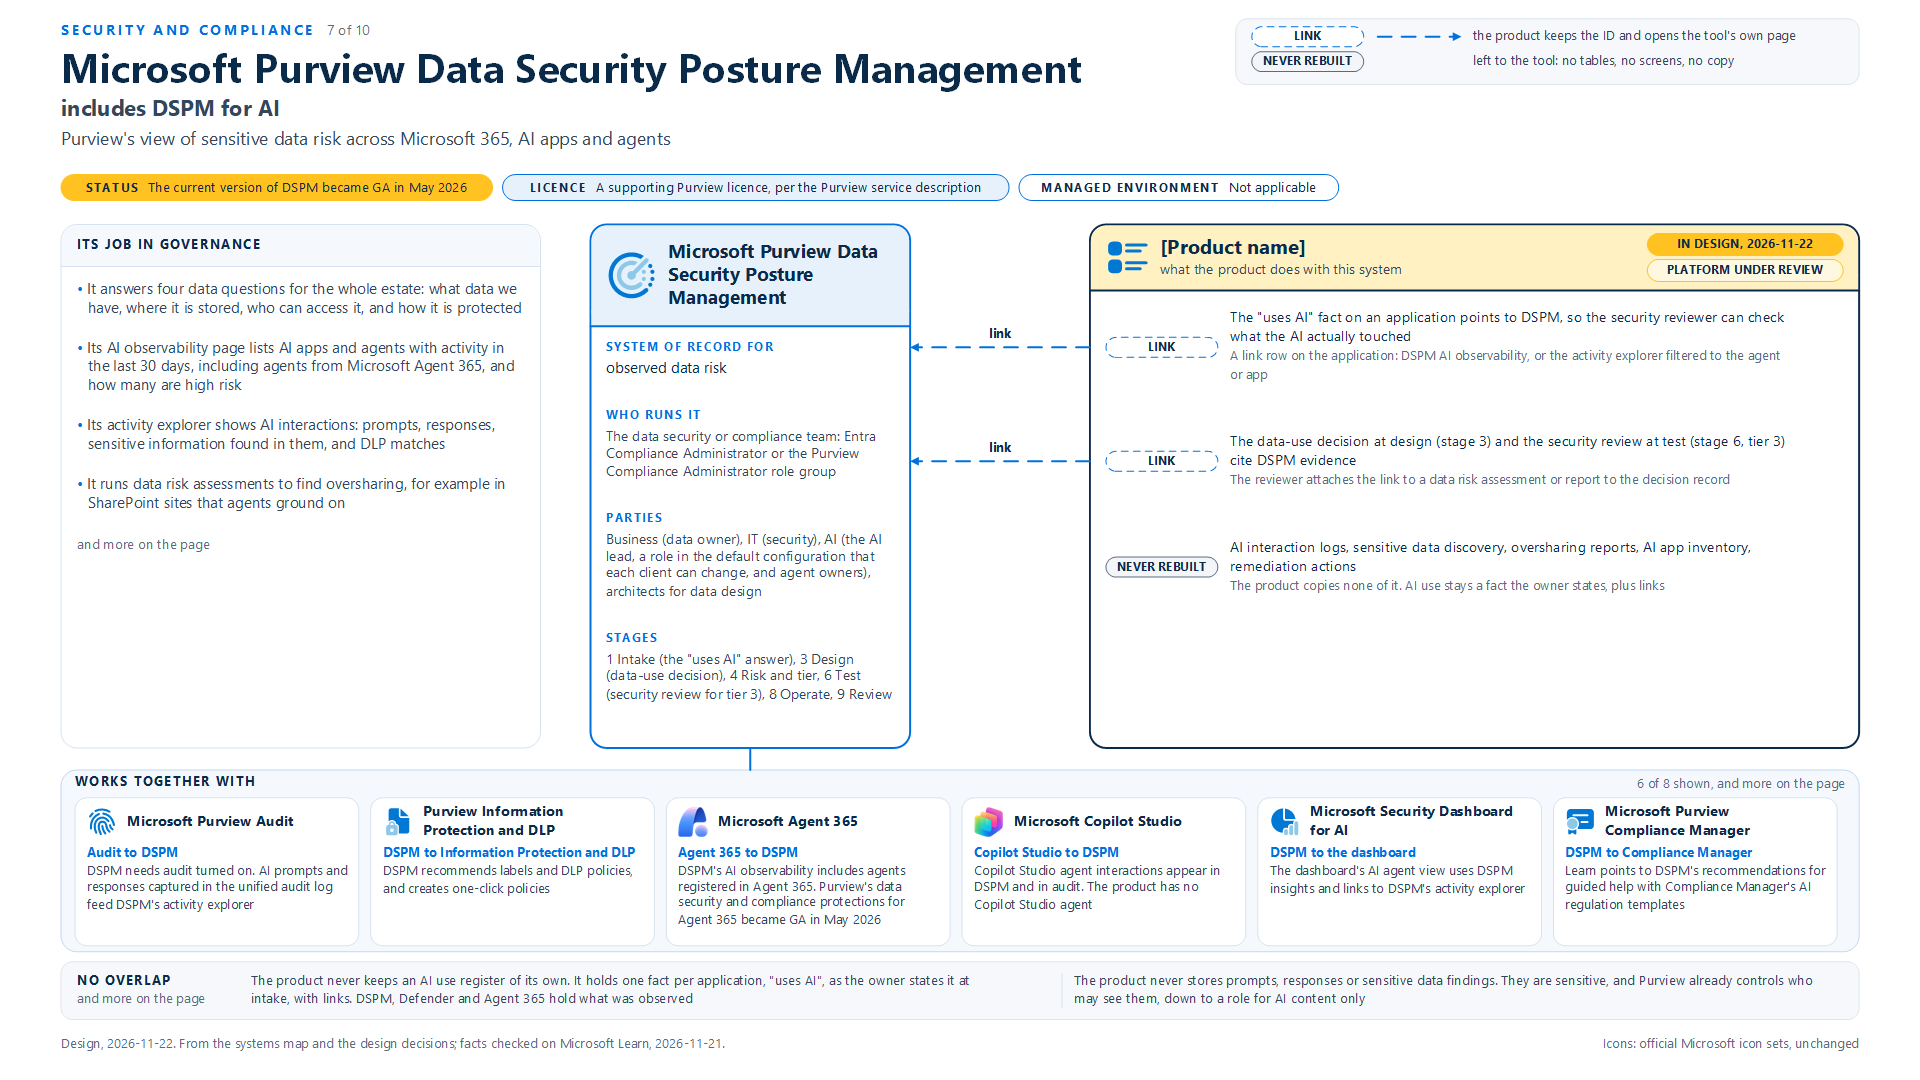 SECURITY AND COMPLIANCE 7 of 10
Microsoft Purview Data Security Posture Management
includes DSPM for AI
Purview's view of sensitive data risk across Microsoft 365, AI apps and agents
LINK the product keeps the ID and opens the tool's own page
NEVER REBUILT left to the tool: no tables, no screens, no copy
STATUS The current version of DSPM became GA in May 2026
LICENCE A supporting Purview licence, per the Purview service description
MANAGED ENVIRONMENT Not applicable
ITS JOB IN GOVERNANCE
• It answers four data questions for the whole estate: what data we
have, where it is stored, who can access it, and how it is protected
• Its AI observability page lists AI apps and agents with activity in
the last 30 days, including agents from Microsoft Agent 365, and
how many are high risk
• Its activity explorer shows AI interactions: prompts, responses,
sensitive information found in them, and DLP matches
• It runs data risk assessments to find oversharing, for example in
SharePoint sites that agents ground on
and more on the page
Microsoft Purview Data
Security Posture
Management
SYSTEM OF RECORD FOR
observed data risk
WHO RUNS IT
The data security or compliance team: Entra
Compliance Administrator or the Purview
Compliance Administrator role group
PARTIES
Business (data owner), IT (security), AI (the AI
lead, a role in the default configuration that
each client can change, and agent owners),
architects for data design
STAGES
1 Intake (the "uses AI" answer), 3 Design
(data-use decision), 4 Risk and tier, 6 Test
(security review for tier 3), 8 Operate, 9 Review
link
link
[Product name]
what the product does with this system
IN DESIGN, 2026-11-22
PLATFORM UNDER REVIEW
LINK
The "uses AI" fact on an application points to DSPM, so the security reviewer can check
what the AI actually touched
A link row on the application: DSPM AI observability, or the activity explorer filtered to the agent
or app
LINK
The data-use decision at design (stage 3) and the security review at test (stage 6, tier 3)
cite DSPM evidence
The reviewer attaches the link to a data risk assessment or report to the decision record
NEVER REBUILT
AI interaction logs, sensitive data discovery, oversharing reports, AI app inventory,
remediation actions
The product copies none of it. AI use stays a fact the owner states, plus links
WORKS TOGETHER WITH
6 of 8 shown, and more on the page
Microsoft Purview Audit
Audit to DSPM
DSPM needs audit turned on. AI prompts and
responses captured in the unified audit log
feed DSPM's activity explorer
Purview Information
Protection and DLP
DSPM to Information Protection and DLP
DSPM recommends labels and DLP policies,
and creates one-click policies
Microsoft Agent 365
Agent 365 to DSPM
DSPM's AI observability includes agents
registered in Agent 365. Purview's data
security and compliance protections for
Agent 365 became GA in May 2026
Microsoft Copilot Studio
Copilot Studio to DSPM
Copilot Studio agent interactions appear in
DSPM and in audit. The product has no
Copilot Studio agent
Microsoft Security Dashboard
for AI
DSPM to the dashboard
The dashboard's AI agent view uses DSPM
insights and links to DSPM's activity explorer
Microsoft Purview
Compliance Manager
DSPM to Compliance Manager
Learn points to DSPM's recommendations for
guided help with Compliance Manager's AI
regulation templates
NO OVERLAP
and more on the page
The product never keeps an AI use register of its own. It holds one fact per application, "uses AI", as the owner states it at
intake, with links. DSPM, Defender and Agent 365 hold what was observed
The product never stores prompts, responses or sensitive data findings. They are sensitive, and Purview already controls who
may see them, down to a role for AI content only
Design, 2026-11-22. From the systems map and the design decisions; facts checked on Microsoft Learn, 2026-11-21.
Icons: official Microsoft icon sets, unchanged